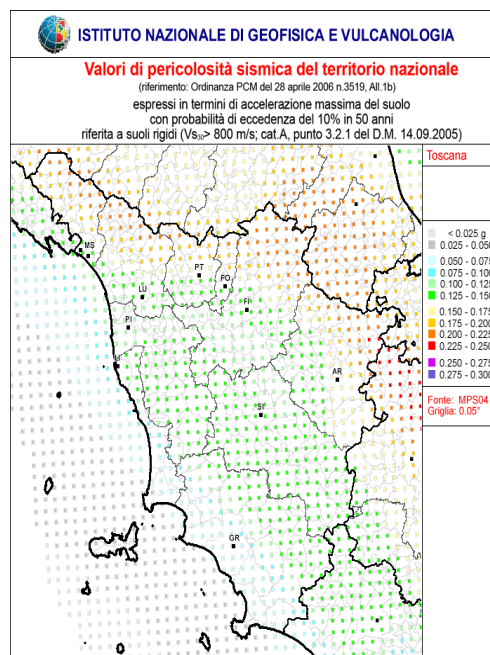 ISTITUTO NAZIONALE DI GEOFISICA E VULCANOLOGIA
Valori di pericolosità sismica del territorio nazionale
(riferimento: Ordinanza PCM del 28 aprile 2006 n.3519, All.1b)
espressi in termini di accelerazione massima del suolo
con probabilità di eccedenza del 10% in 50 anni
riferita a suoli rigidi (Vs30> 800 m/s; cat.A, punto 3.2.1 del D.M. 14.09.2005)
Toscana
MS
PT
PO
LU
FI
PI
LI
AR
SI
GR
< 0.025 g
0.025 - 0.050
0.050 - 0.075
0.075 - 0.100
0.100 - 0.125
0.125 - 0.150
0.150 - 0.175
0.175 - 0.200
0.200 - 0.225
0.225 - 0.250
0.250 - 0.275
0.275 - 0.300
Fonte: MPS04
Griglia: 0.05°